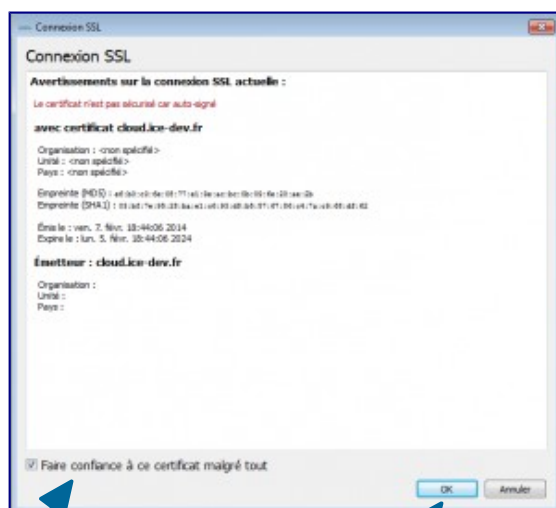 Connexion SSL
Connexion SSL
Avertissements sur la connexion SSL actuelle :
Le certificat n'est pas sécurisé car auto-signé
avec certificat cloud.ice-dev.fr
Organisation : <non spécifié>
Unité : <non spécifié>
Pays : <non spécifié>
Empreinte (MD5) :
Empreinte (SHA1) :
Émis le : ven. 7. févr. 18:44:06 2014
Expire le : lun. 5. févr. 18:44:06 2024
Émetteur : cloud.ice-dev.fr
Organisation :
Unité :
Pays :
Faire confiance à ce certificat malgré tout
OK
Annuler